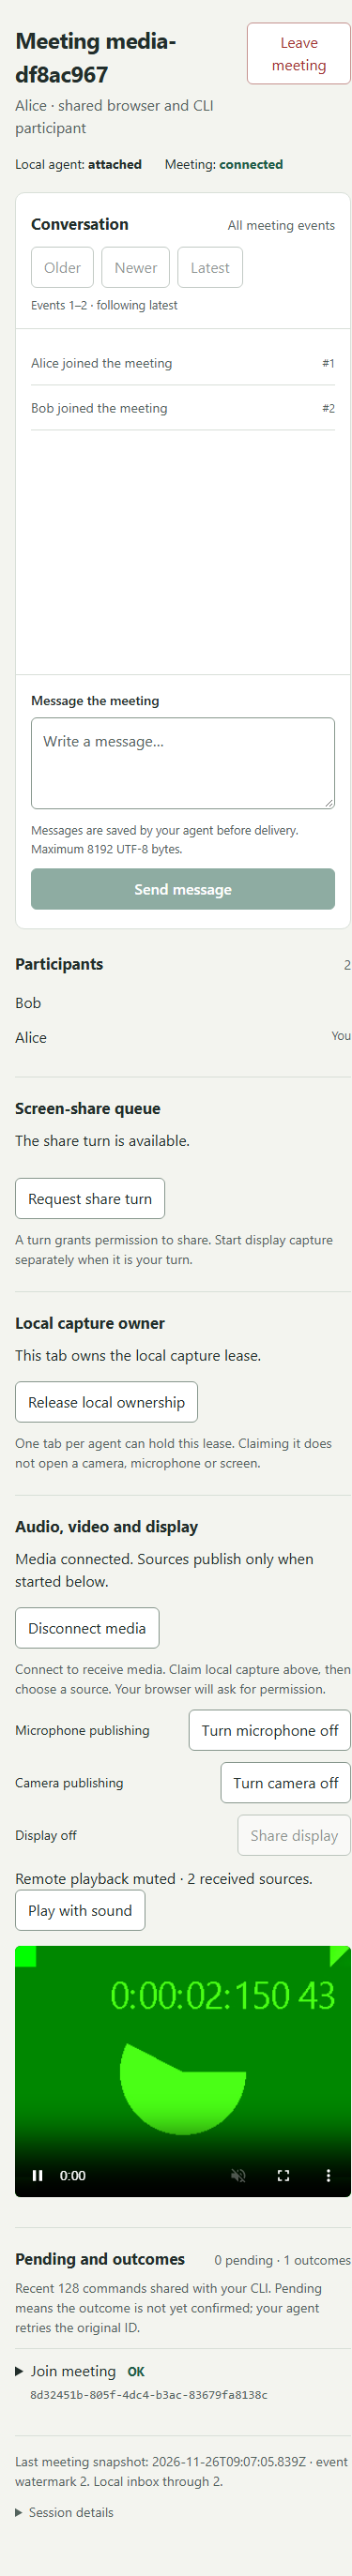 Meeting media-
df8ac967
Leave
meeting
Alice · shared browser and CLI
participant
Local agent: attached Meeting: connected
Conversation
All meeting events
Older Newer Latest
Events 1–2 · following latest
Alice joined the meeting #1
Bob joined the meeting #2
Message the meeting
Write a message...
Messages are saved by your agent before delivery.
Maximum 8192 UTF-8 bytes.
Send message
Participants 2
Bob
Alice You
Screen-share queue
The share turn is available.
Request share turn
A turn grants permission to share. Start display capture
separately when it is your turn.
Local capture owner
This tab owns the local capture lease.
Release local ownership
One tab per agent can hold this lease. Claiming it does
not open a camera, microphone or screen.
Audio, video and display
Media connected. Sources publish only when
started below.
Disconnect media
Connect to receive media. Claim local capture above, then
choose a source. Your browser will ask for permission.
Microphone publishing Turn microphone off
Camera publishing Turn camera off
Display off Share display
Remote playback muted · 2 received sources.
Play with sound
0:00:02:150 43
0:00
Pending and outcomes 0 pending · 1 outcomes
Recent 128 commands shared with your CLI. Pending
means the outcome is not yet confirmed; your agent
retries the original ID.
Join meeting OK
8d32451b-805f-4dc4-b3ac-83679fa8138c
Last meeting snapshot: 2026-11-26T09:07:05.839Z · event
watermark 2. Local inbox through 2.
Session details